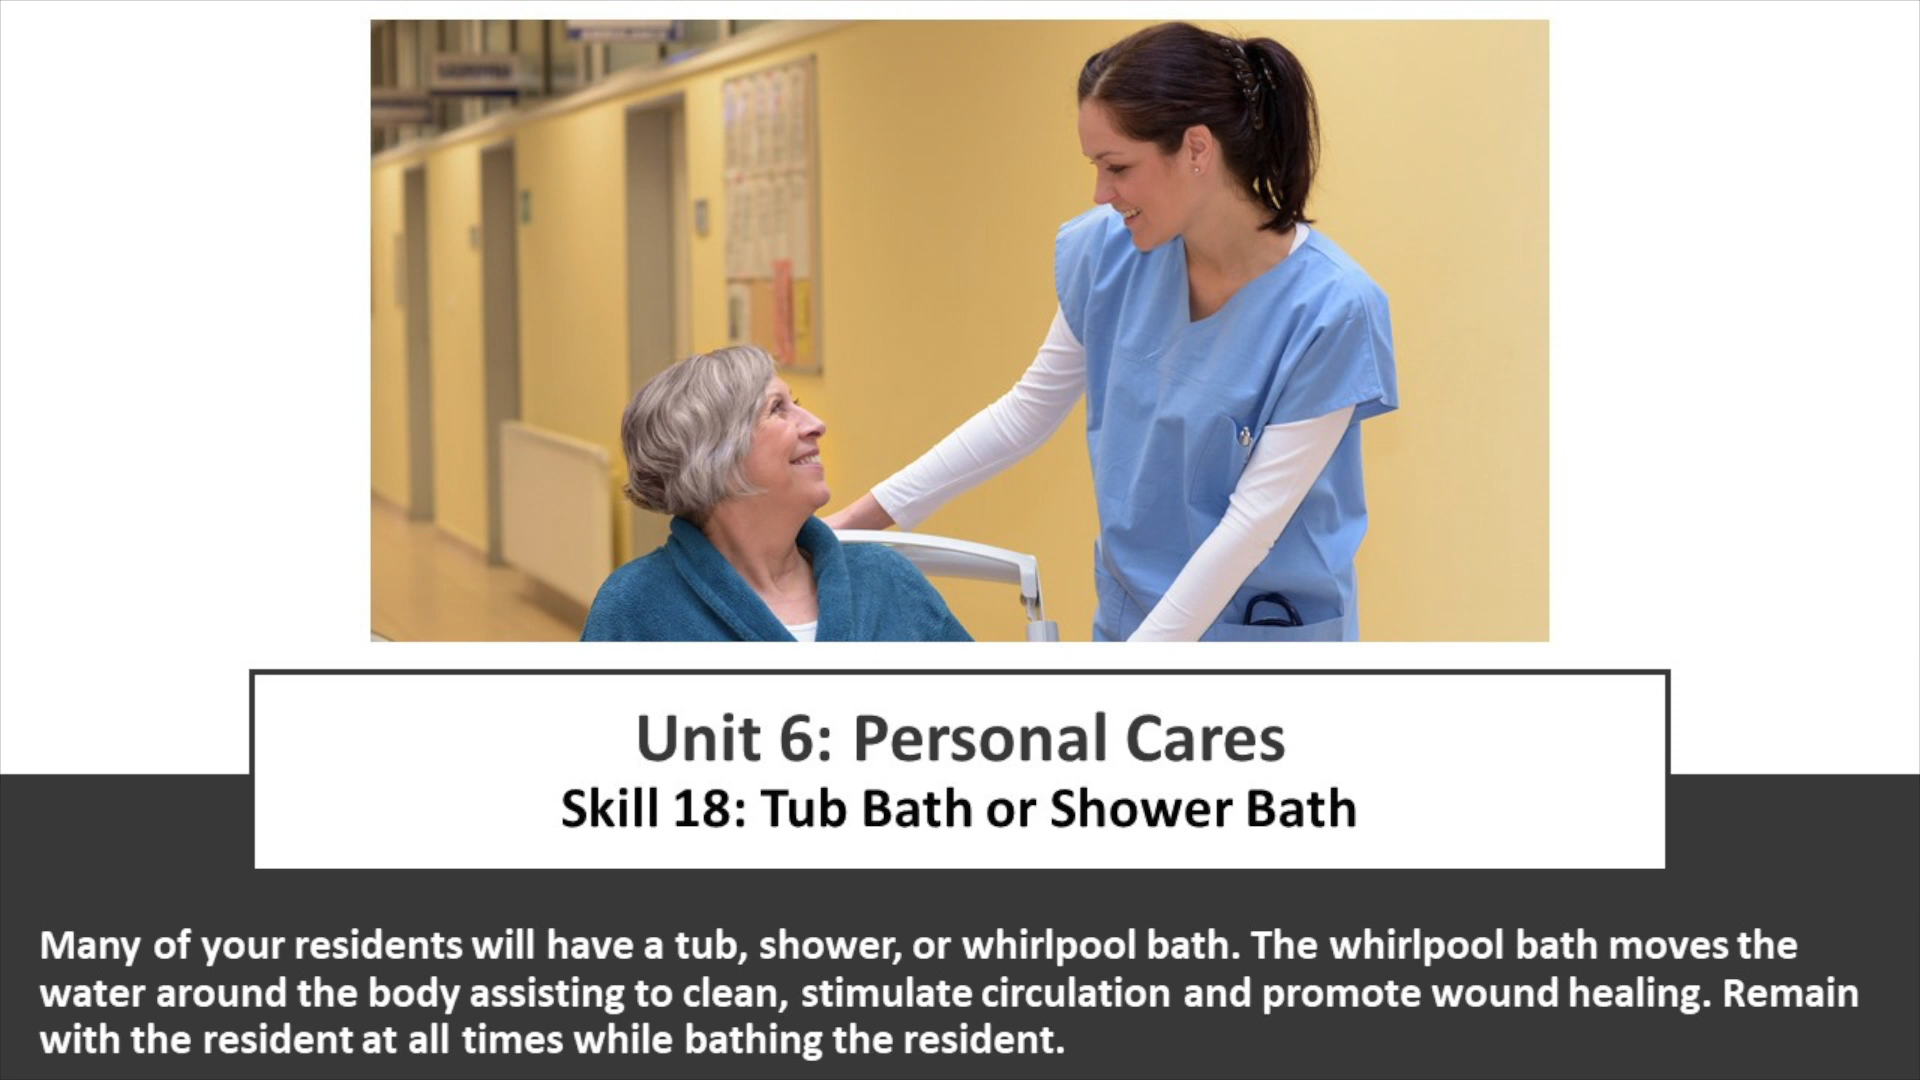 Unit 6: Personal Cares
Skill 18: Tub Bath or Shower Bath
Many of your residents will have a tub, shower, or whirlpool bath. The whirlpool bath moves the
water around the body assisting to clean, stimulate circulation and promote wound healing. Remain
with the resident at all times while bathing the resident.